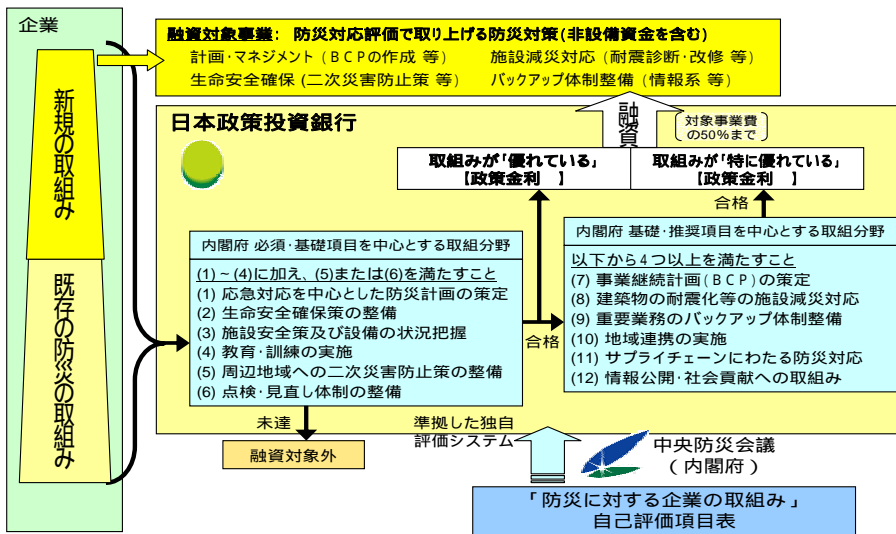 企業
新規の取組み
既存の防災の取組み
融資対象事業： 防災対応評価で取り上げる防災対策(非設備資金を含む)
計画・マネジメント（BCPの作成 等） 施設減災対応（耐震診断・改修 等）
生命安全確保（二次災害防止策 等） バックアップ体制整備（情報系 等）
日本政策投資銀行
融資
対象事業費
の50％まで
取組みが「優れている」
【政策金利　】
取組みが「特に優れている」
【政策金利　】
合格
内閣府 必須・基礎項目を中心とする取組分野
(1)～(4)に加え、(5)または(6)を満たすこと
(1) 応急対応を中心とした防災計画の策定
(2) 生命安全確保策の整備
(3) 施設安全策及び設備の状況把握
(4) 教育・訓練の実施
(5) 周辺地域への二次災害防止策の整備
(6) 点検・見直し体制の整備
合格
内閣府 基礎・推奨項目を中心とする取組分野
以下から4つ以上を満たすこと
(7) 事業継続計画（BCP）の策定
(8) 建築物の耐震化等の施設減災対応
(9) 重要業務のバックアップ体制整備
(10) 地域連携の実施
(11) サプライチェーンにわたる防災対応
(12) 情報公開・社会貢献への取組み
未達
融資対象外
準拠した独自
評価システム
中央防災会議
（内閣府）
「防災に対する企業の取組み」
自己評価項目表